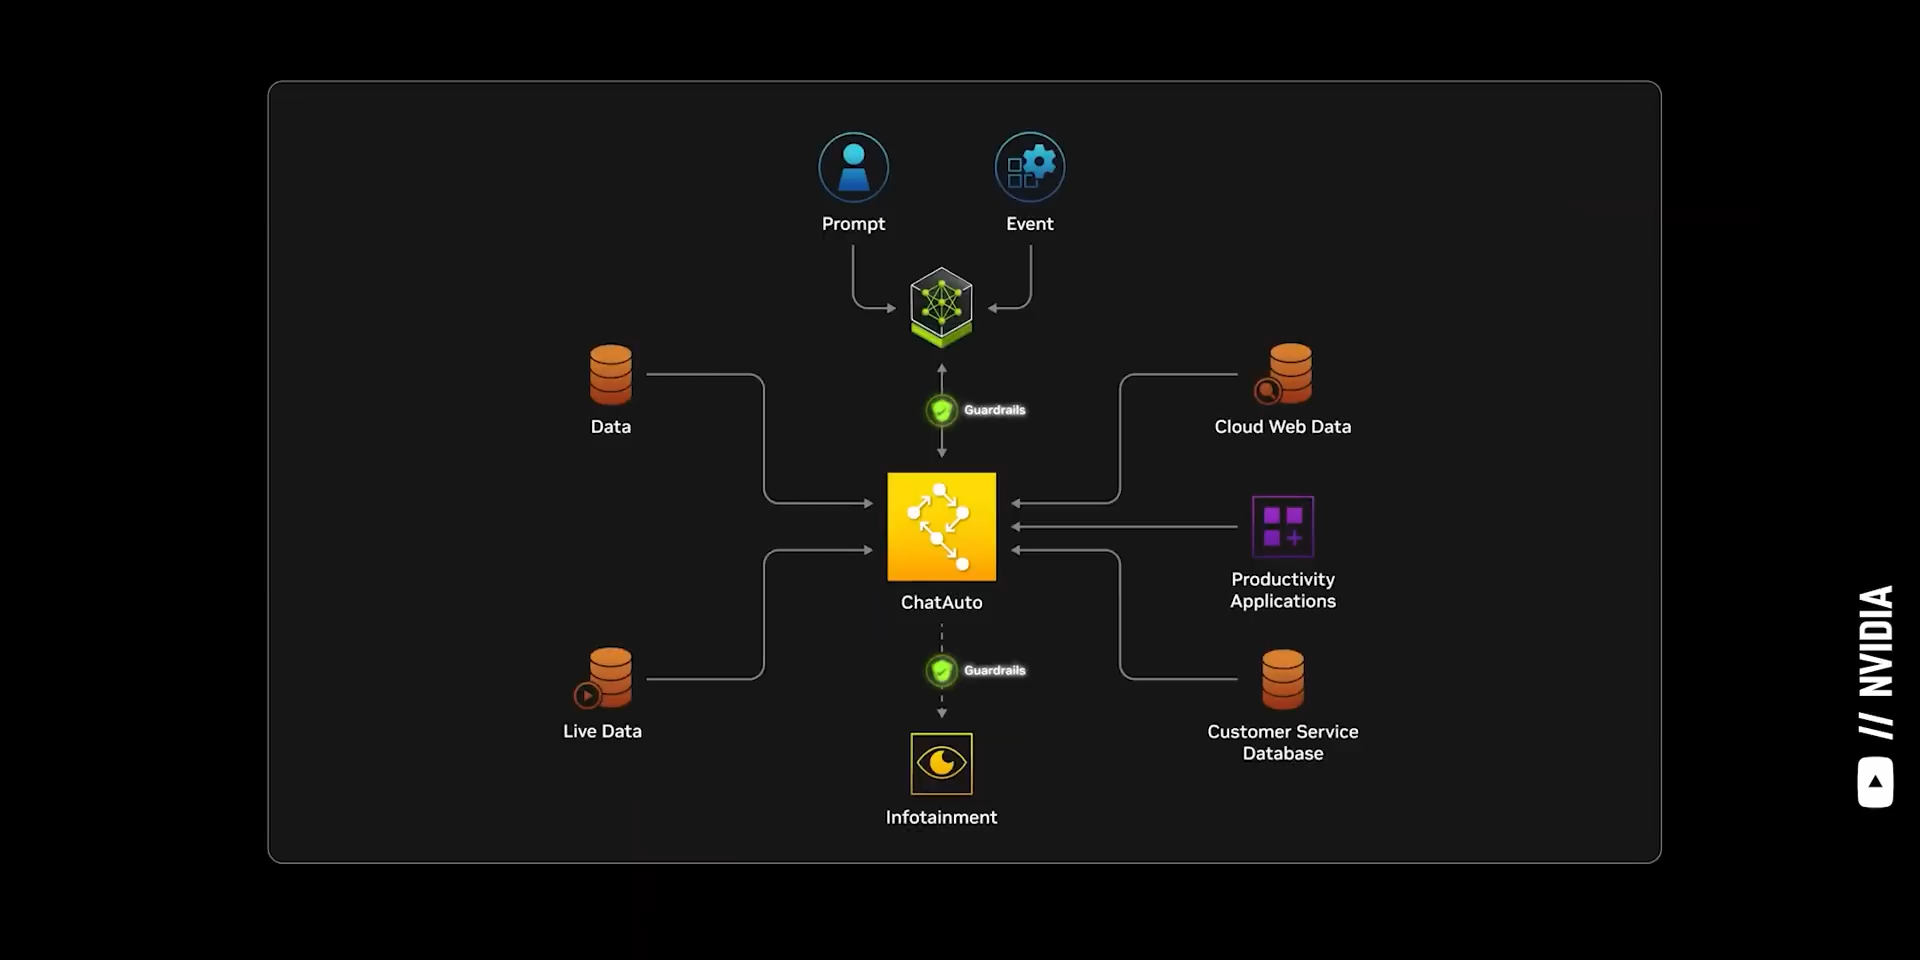 Prompt
Event
Guardrails
Data
Cloud Web Data
ChatAuto
Productivity
Applications
Guardrails
Live Data
Customer Service
Database
Infotainment
// NVIDIA